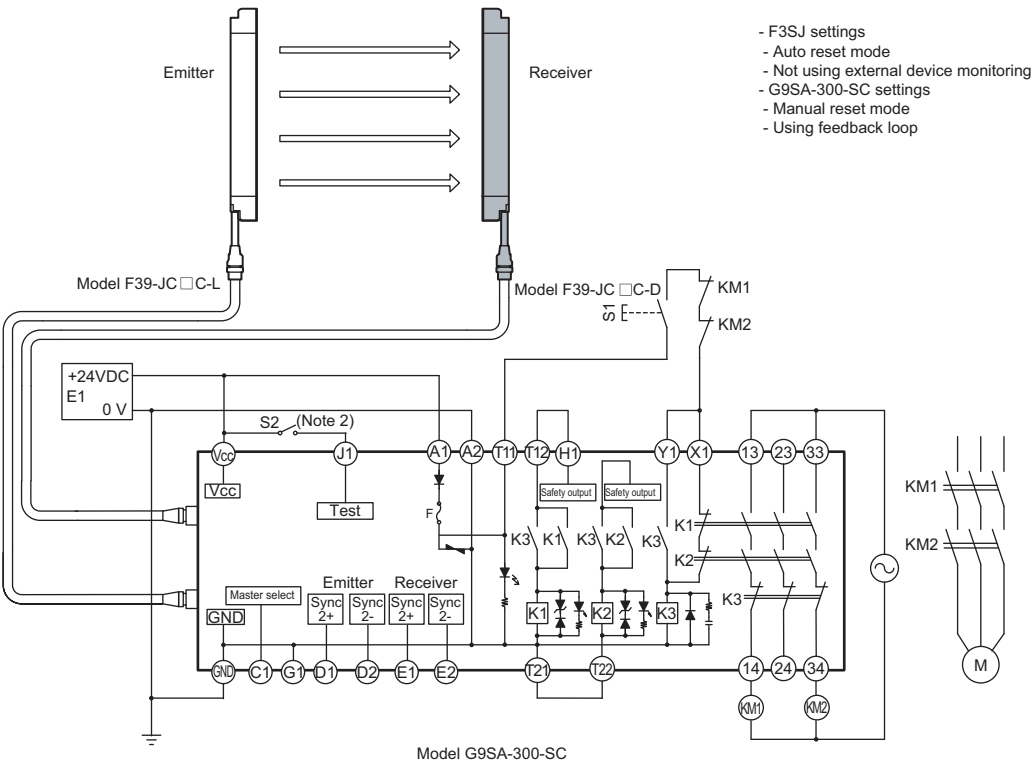 - F3SJ settings
- Auto reset mode
- Not using external device monitoring
- G9SA-300-SC settings
- Manual reset mode
- Using feedback loop
Emitter
Receiver
Model F39-JC □ C-L
Model F39-JC □C-D
S1
KM1
KM2
+24VDC
E1
0 V
S2
(Note 2)
Vcc
J1
A1
A2
T11
T12
H1
Y1
X1
13
23
33
Vcc
Test
F
Safety output
Safety output
K3
K1
K3
K2
K3
K1
K2
K3
KM1
KM2
M
Master select
Emitter
Receiver
GND
Sync 2+
Sync 2-
Sync 2+
Sync 2-
K1
K2
K3
GND
C1
G1
D1
D2
E1
E2
T21
T22
14
24
34
KM1
KM2
Model G9SA-300-SC